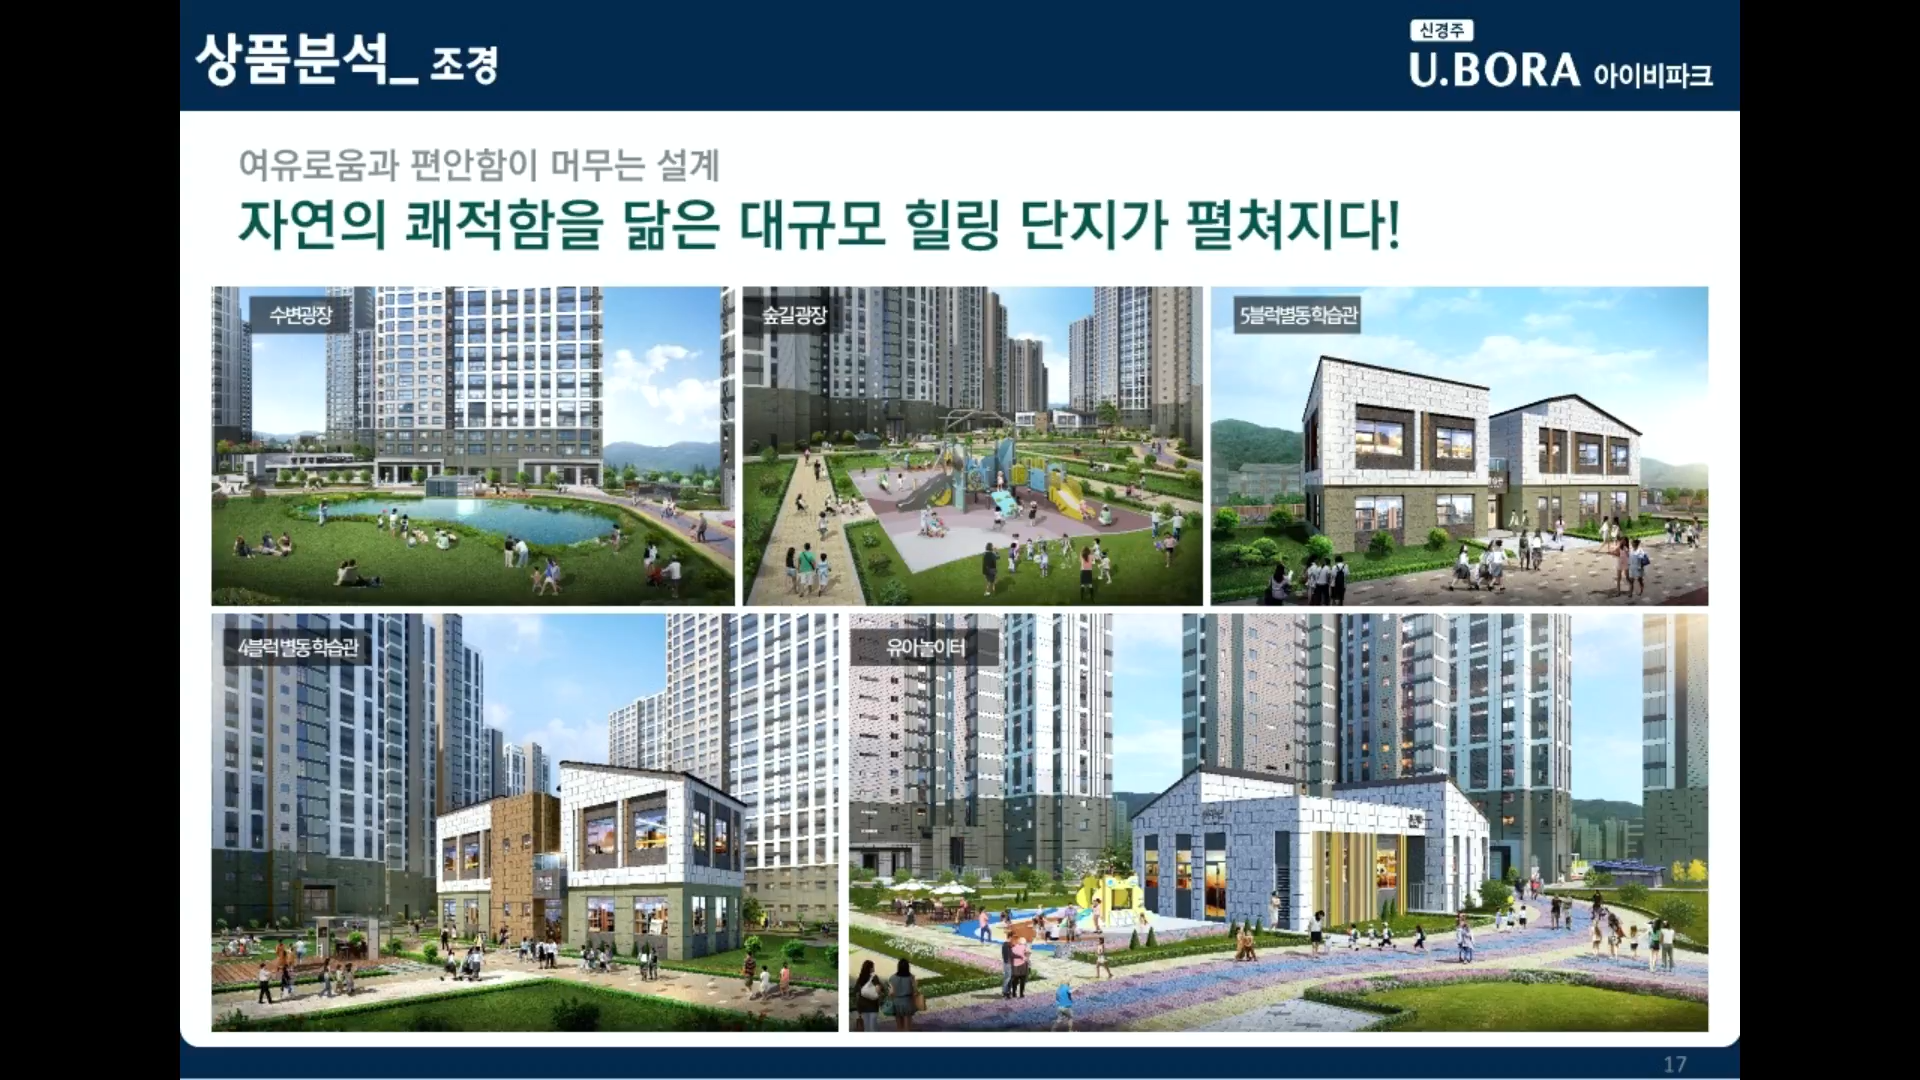 상품분석_ 조경
신경주
U.BORA 아이비파크
여유로움과 편안함이 머무는 설계
자연의 쾌적함을 닮은 대규모 힐링 단지가 펼쳐지다!
수변광장
숲길광장
5블럭별동학습관
4블럭별동학습관
유아놀이터
17